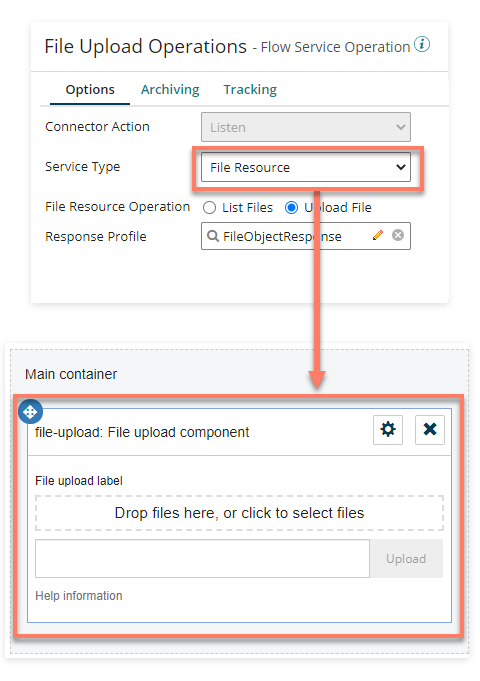 File Upload Operations - Flow Service Operation i
Options Archiving Tracking
Connector Action Listen
Service Type File Resource
File Resource Operation List Files Upload File
Response Profile FileObjectResponse
Main container
file-upload: File upload component
File upload label
Drop files here, or click to select files
Upload
Help information